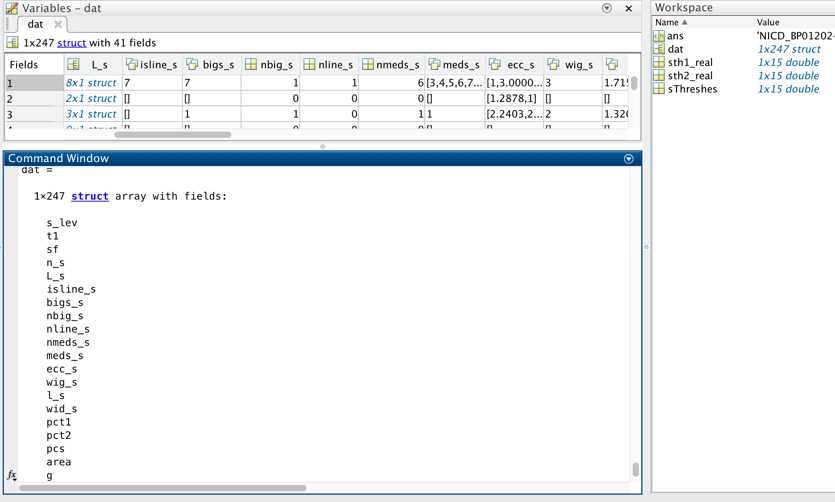 Variables - dat
dat
1x247 struct with 41 fields
Fields L_s isline_s bigs_s nbig_s nline_s nmeds_s meds_s ecc_s wig_s
1 8x1 struct 7 7 1 1 6 [3,4,5,6,7... [1,3.0000... 3 1.715
2 2x1 struct [] [] 0 0 0 [] [1.2878,1] []
3 3x1 struct [] 1 1 0 1 1 [2.2403,2... 2 1.320
Command Window
dat =
1×247 struct array with fields:
s_lev
t1
sf
n_s
L_s
isline_s
bigs_s
nbig_s
nline_s
nmeds_s
meds_s
ecc_s
wig_s
l_s
wid_s
pct1
pct2
pcs
area
g
fx
Workspace
Name Value
ans 'NICD_BP01202-
dat 1x247 struct
sth1_real 1x15 double
sth2_real 1x15 double
sThreshes 1x15 double